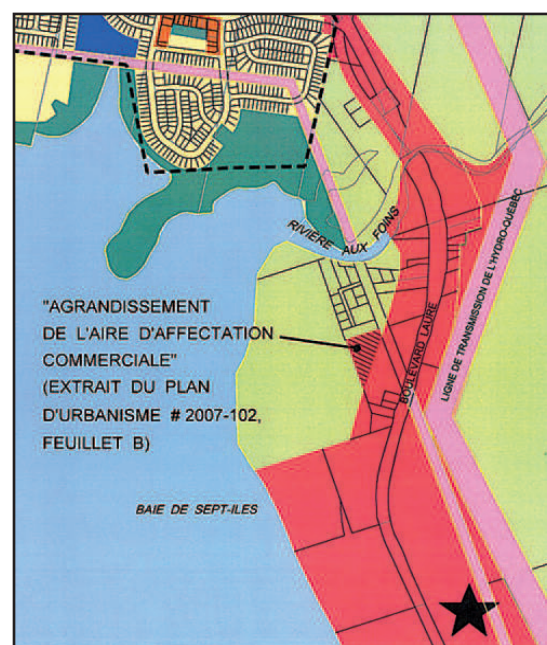 RIVIÈRE AUX FOINS
"AGRANDISSEMENT
DE L'AIRE D'AFFECTATION
COMMERCIALE"
(EXTRAIT DU PLAN
D'URBANISME # 2007-102,
FEUILLET B)
BOULEVARD LAURE
LIGNE DE TRANSMISSION DE L'HYDRO-QUÉBEC
BAIE DE SEPT-ILES